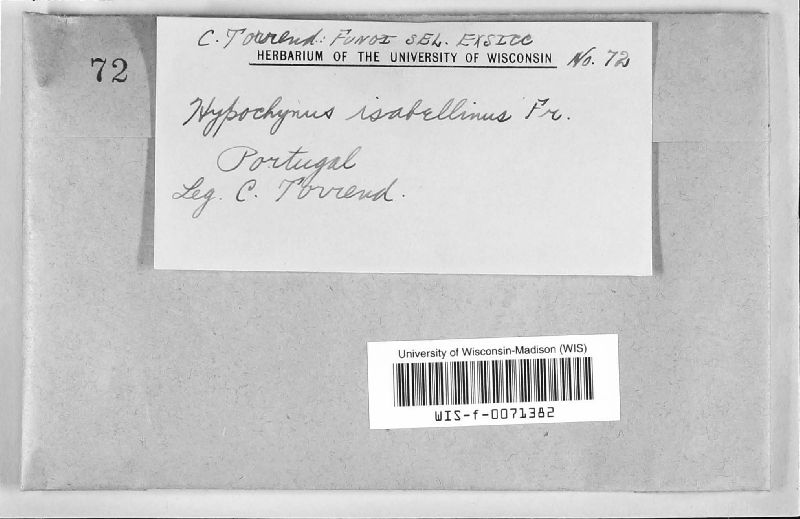 C. Torrend: FUNGI SEL. EXSICC
HERBARIUM OF THE UNIVERSITY OF WISCONSIN No. 72
72
Hypochynus isabellinus Fr.
Portugal
Leg. C. Torrend.
University of Wisconsin-Madison (WIS)
WIS-f-0071382